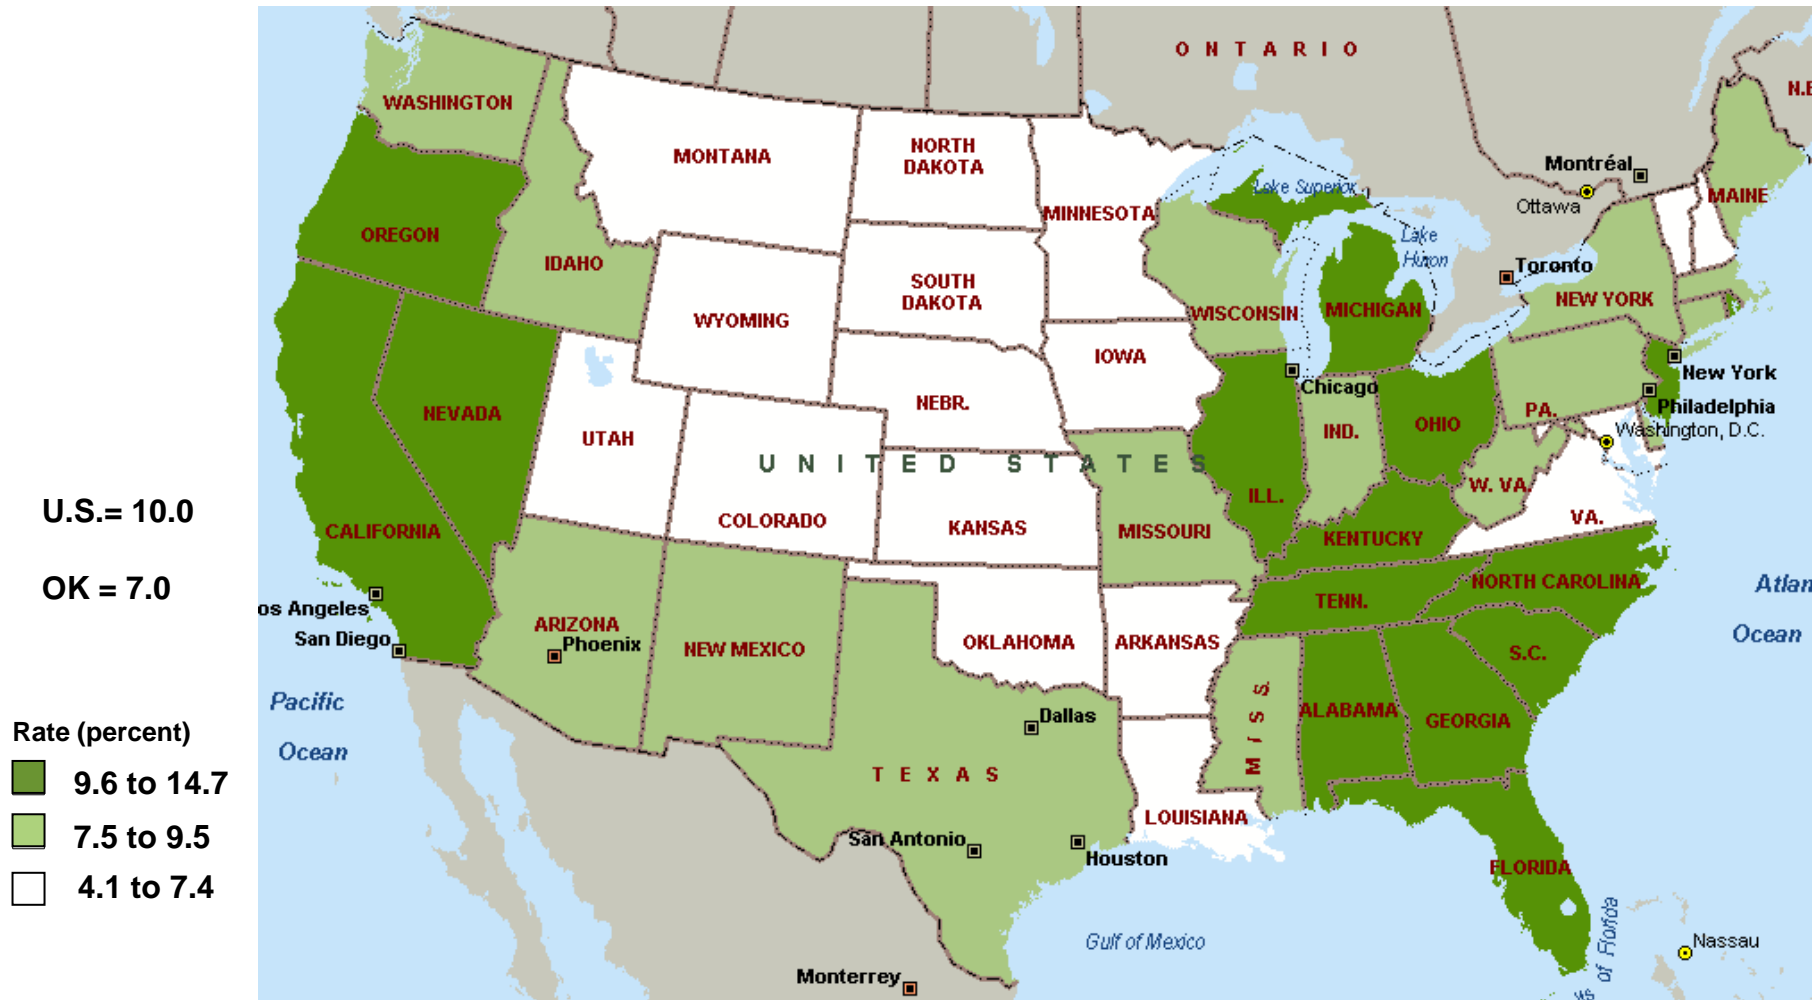 ONTARIO
N.B
WASHINGTON
MONTANA
NORTH
DAKOTA
MINNESOTA
Lake Superior
Montréal
Ottawa
MAINE
OREGON
IDAHO
Lake
Huron
Toronto
SOUTH
DAKOTA
WYOMING
WISCONSIN
MICHIGAN
NEW YORK
IOWA
Chicago
New York
Philadelphia
NEVADA
UTAH
NEBR.
IND.
OHIO
PA.
Washington, D.C.
UNITED STATES
U.S.= 10.0
CALIFORNIA
COLORADO
KANSAS
MISSOURI
ILL.
KENTUCKY
W. VA.
VA.
OK = 7.0
os Angeles
San Diego
ARIZONA
Phoenix
NEW MEXICO
OKLAHOMA
ARKANSAS
TENN.
NORTH CAROLINA
S.C.
Atlan
Ocean
Pacific
Ocean
Dallas
MISS.
ALABAMA
GEORGIA
Rate (percent)
9.6 to 14.7
7.5 to 9.5
4.1 to 7.4
TEXAS
San Antonio
Houston
LOUISIANA
FLORIDA
Gulf of Mexico
of Florida
Nassau
Monterrey